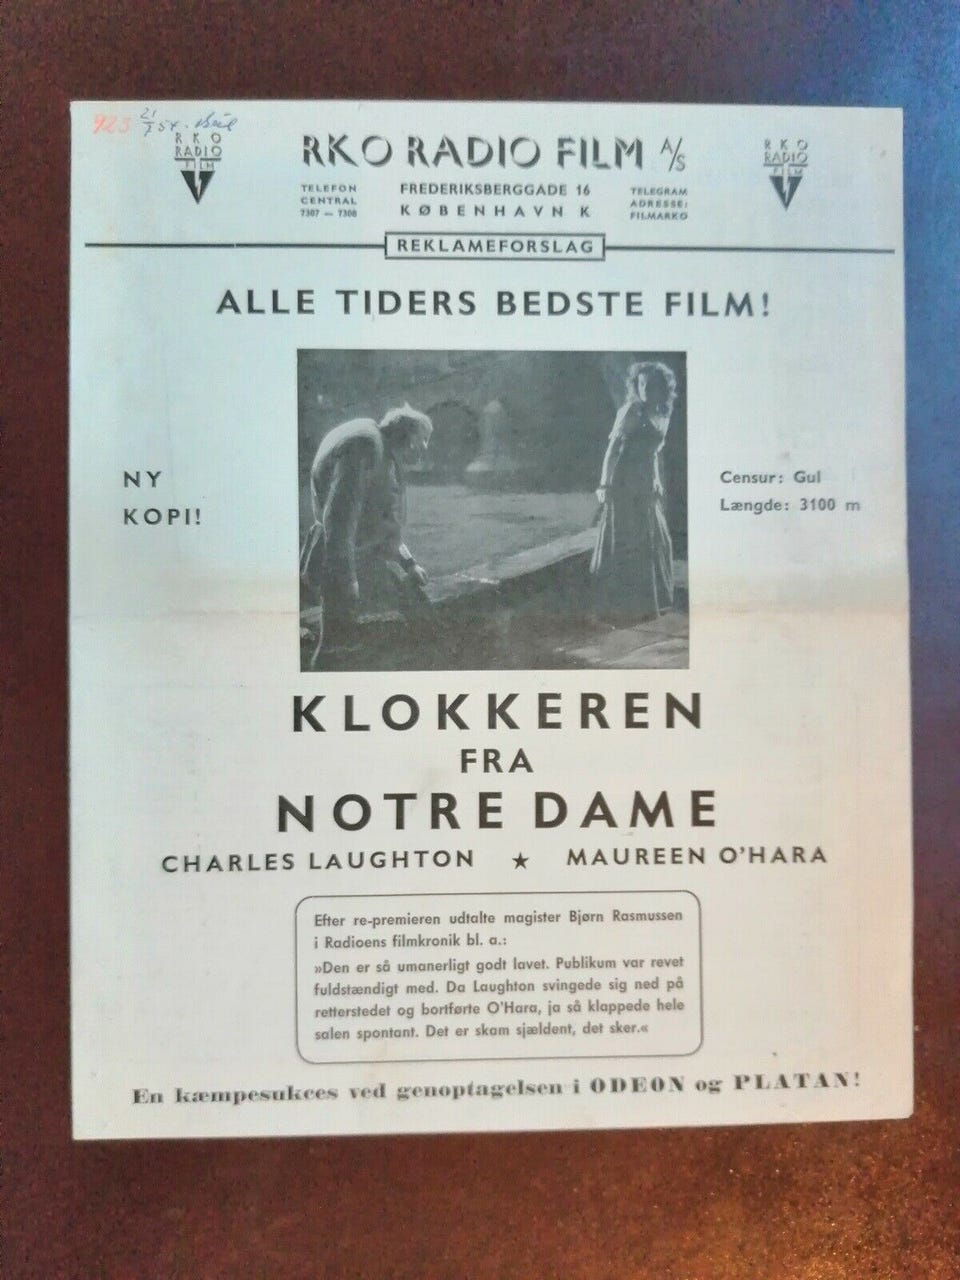 923 21/7 54.
RKO
RADIO
FILM
RKO RADIO FILM A/S
RKO
RADIO
FILM
TELEFON
CENTRAL
7307 — 7308
FREDERIKSBERGGADE 16
KØBENHAVN K
TELEGRAM
ADRESSE:
FILMARKO
REKLAMEFORSLAG
ALLE TIDERS BEDSTE FILM!
NY
KOPI!
Censur: Gul
Længde: 3100 m
KLOKKEREN
FRA
NOTRE DAME
CHARLES LAUGHTON ★ MAUREEN O'HARA
Efter re-premieren udtalte magister Bjørn Rasmussen
i Radioens filmkronik bl. a.:
»Den er så umanerligt godt lavet. Publikum var revet
fuldstændigt med. Da Laughton svingede sig ned på
retterstedet og bortførte O'Hara, ja så klappede hele
salen spontant. Det er skam sjældent, det sker.«
En kæmpesukces ved genoptagelsen i ODEON og PLATAN!